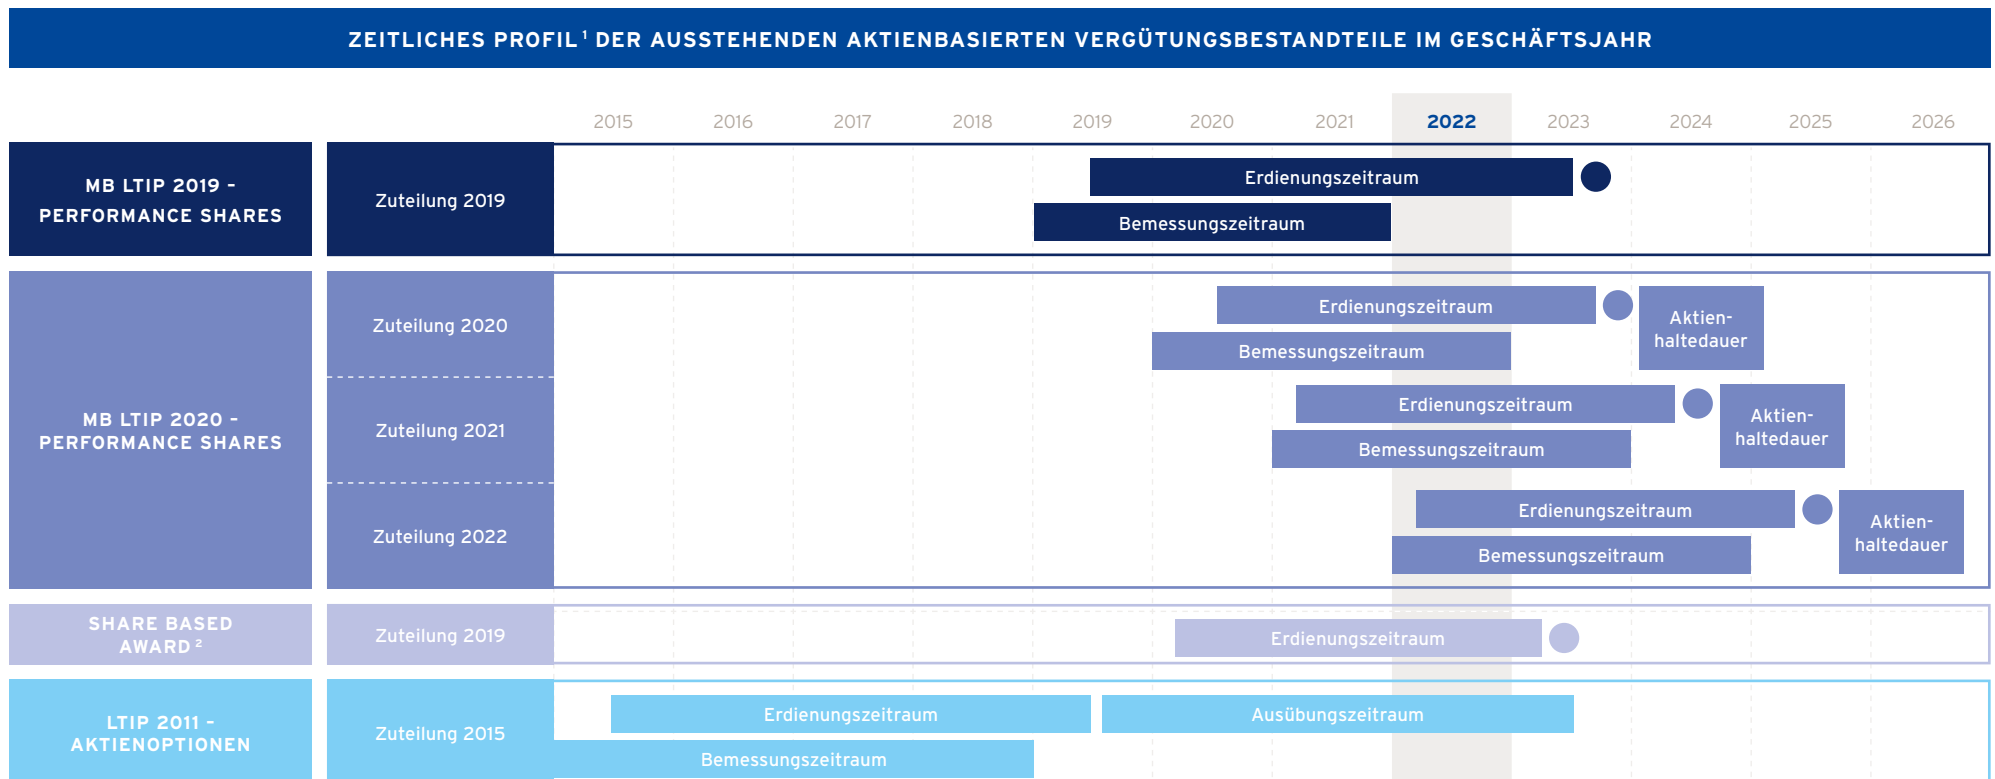 ZEITLICHES PROFIL¹ DER AUSSTEHENDEN AKTIENBASIERTEN VERGÜTUNGSBESTANDTEILE IM GESCHÄFTSJAHR
2015 2016 2017 2018 2019 2020 2021 2022 2023 2024 2025 2026
MB LTIP 2019 –
PERFORMANCE SHARES
Zuteilung 2019
Erdienungszeitraum
Bemessungszeitraum
MB LTIP 2020 –
PERFORMANCE SHARES
Zuteilung 2020
Erdienungszeitraum
Bemessungszeitraum
Aktien-
haltedauer
Zuteilung 2021
Erdienungszeitraum
Bemessungszeitraum
Aktien-
haltedauer
Zuteilung 2022
Erdienungszeitraum
Bemessungszeitraum
Aktien-
haltedauer
SHARE BASED
AWARD²
Zuteilung 2019
Erdienungszeitraum
LTIP 2011 –
AKTIENOPTIONEN
Zuteilung 2015
Erdienungszeitraum
Ausübungszeitraum
Bemessungszeitraum